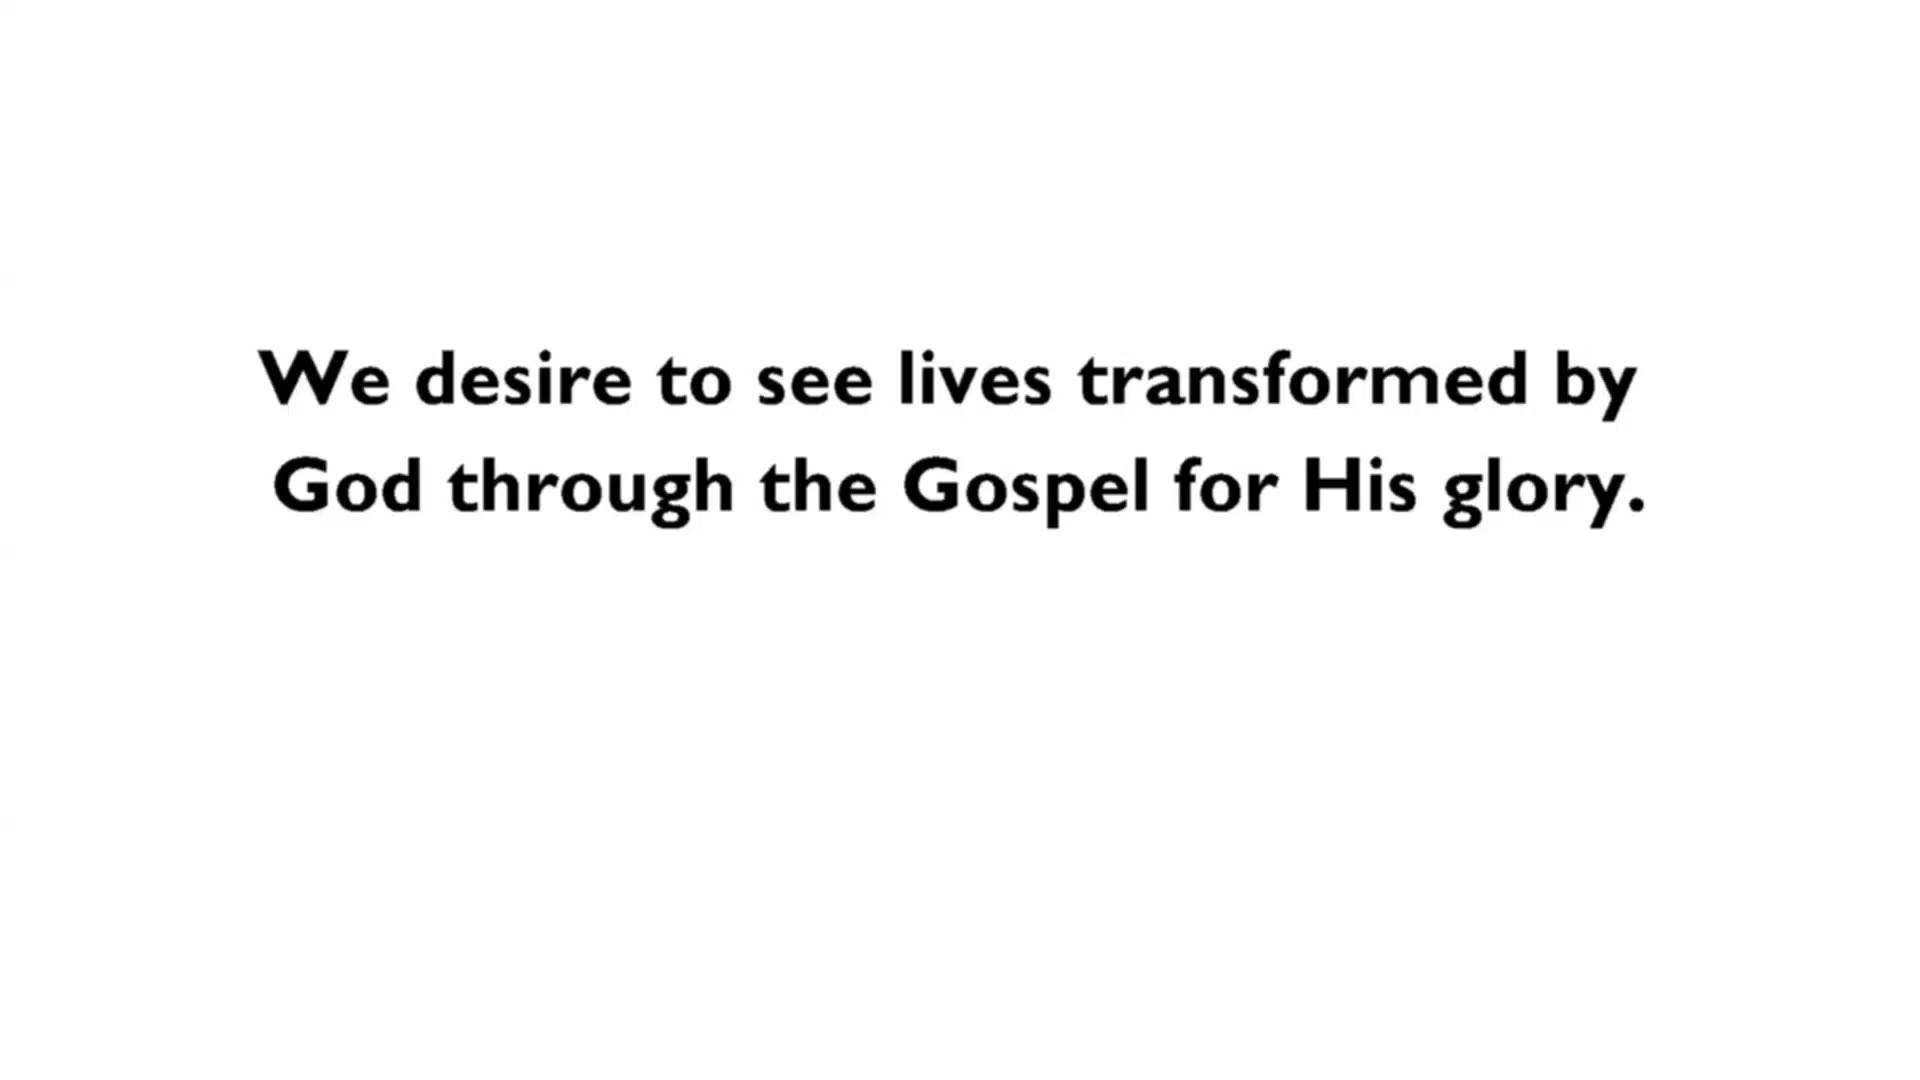 We desire to see lives transformed by
God through the Gospel for His glory.